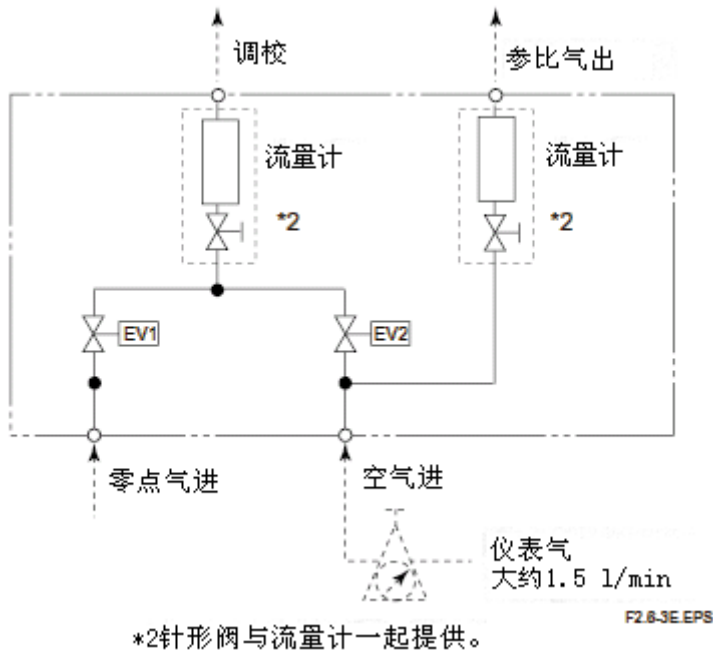 调校
参比气出
流量计
流量计
*2
*2
EV1
EV2
零点气进
空气进
仪表气
大约1.5 l/min
F2.6-3E.EPS
*2针形阀与流量计一起提供。